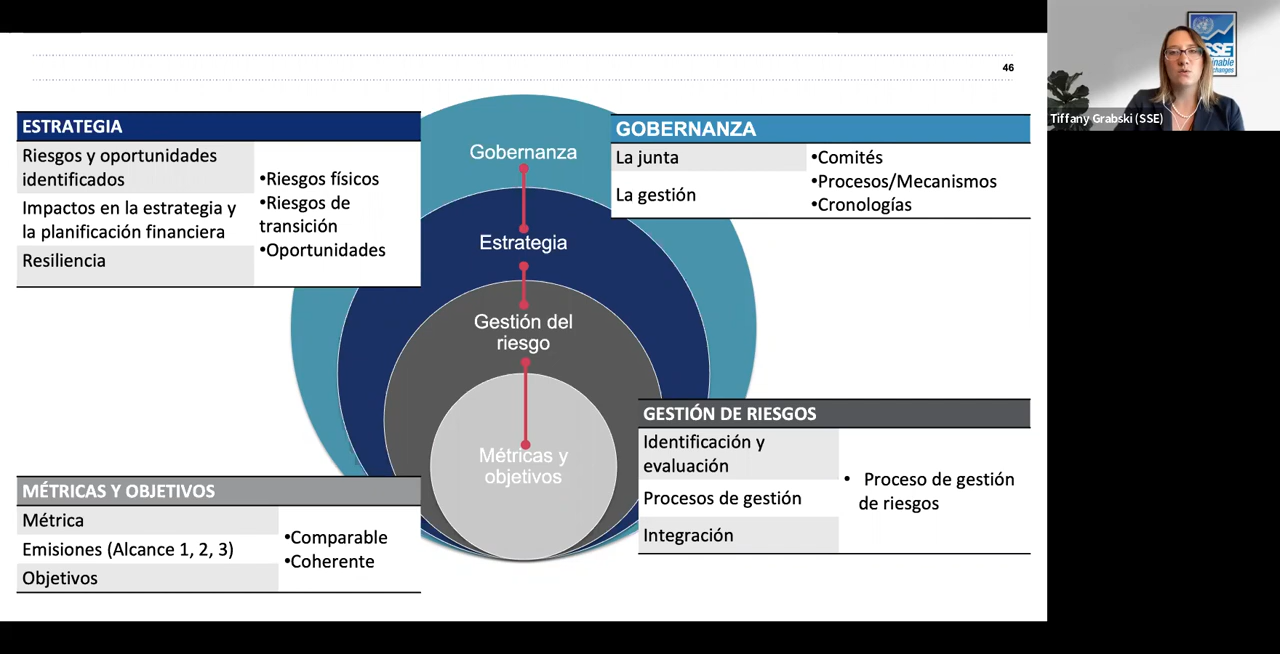 46
ESTRATEGIA
Riesgos y oportunidades
identificados
Impactos en la estrategia y
la planificación financiera
Resiliencia
•Riesgos físicos
•Riesgos de
transición
•Oportunidades
GOBERNANZA
La junta
La gestión
•Comités
•Procesos/Mecanismos
•Cronologías
Gobernanza
Estrategia
Gestión del
riesgo
Métricas y
objetivos
GESTIÓN DE RIESGOS
Identificación y
evaluación
Procesos de gestión
Integración
• Proceso de gestión
de riesgos
MÉTRICAS Y OBJETIVOS
Métrica
Emisiones (Alcance 1, 2, 3)
Objetivos
•Comparable
•Coherente
SSE
Tiffany Grabski (SSE)